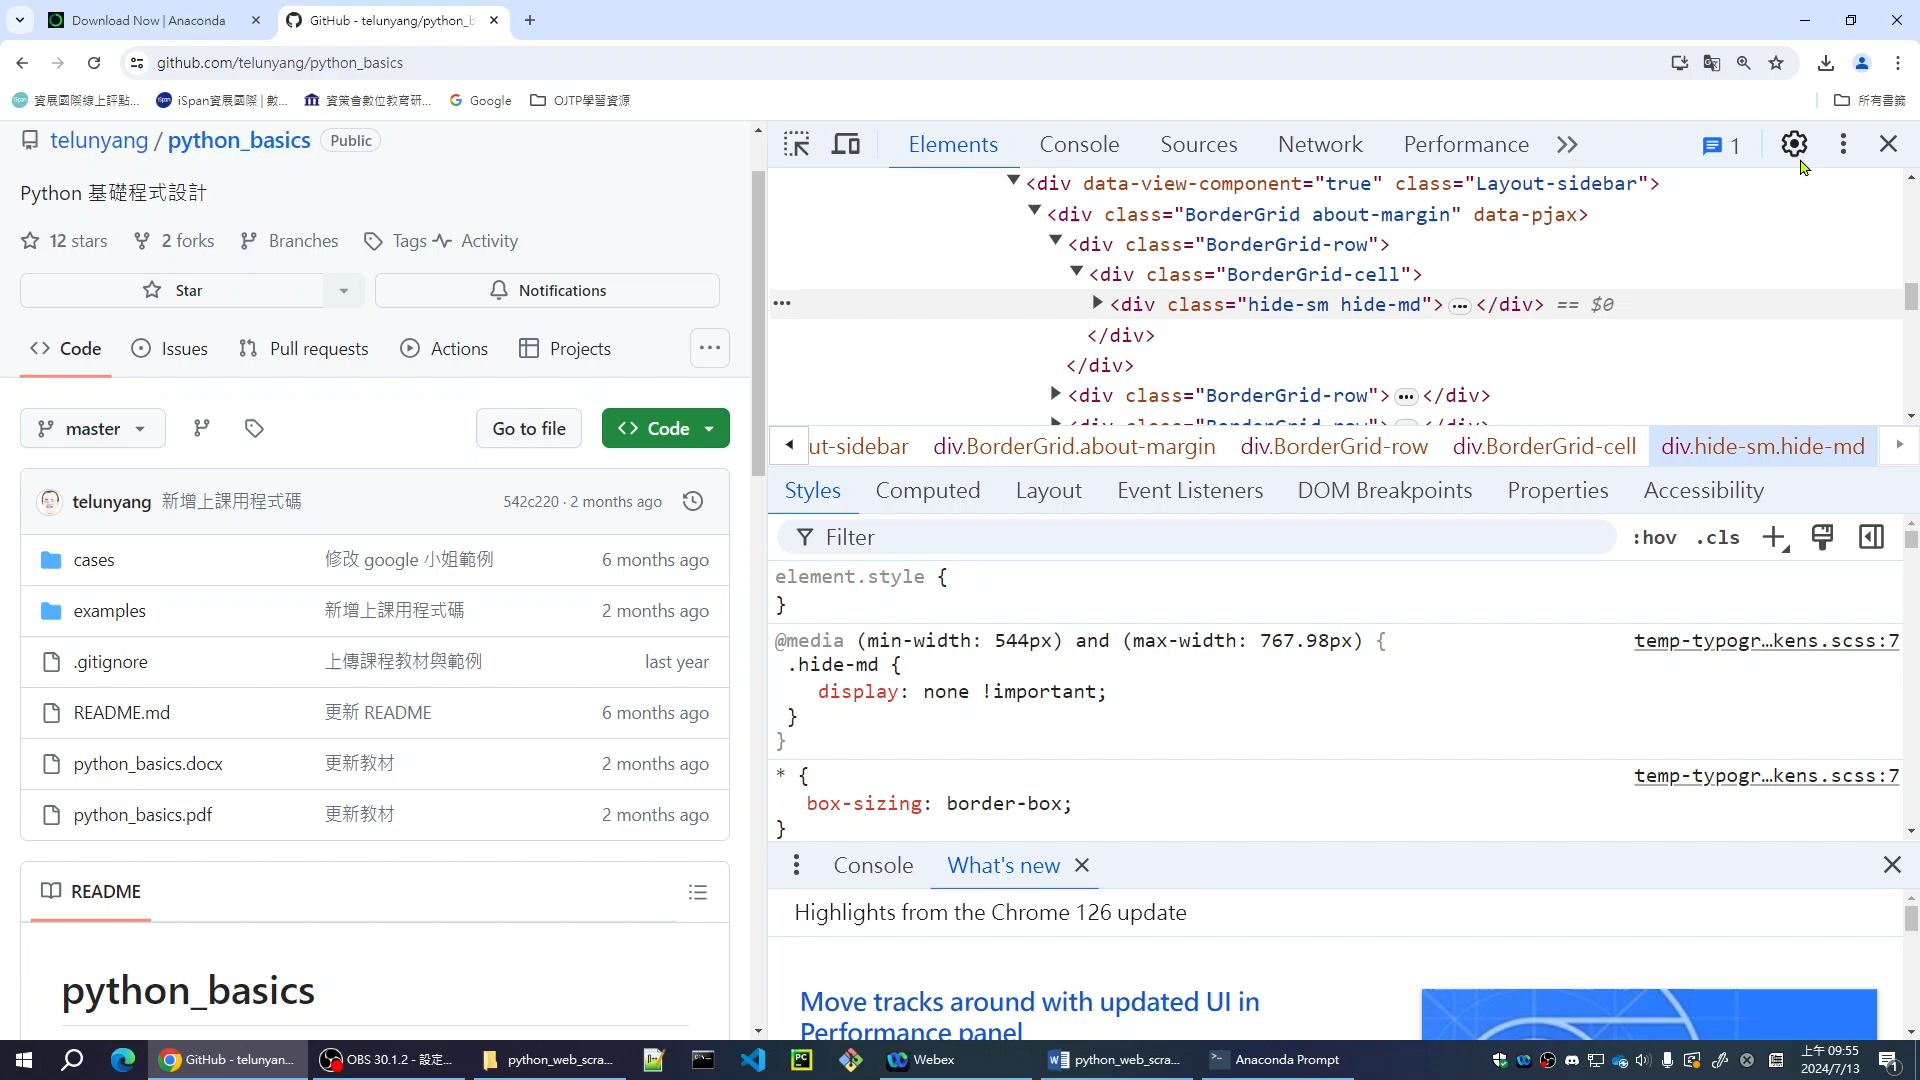 Download Now | Anaconda
GitHub - telunyang/python_b
github.com/telunyang/python_basics
資展國際線上評點...
iSpan資展國際 | 數...
資策會數位教育研...
Google
OJTP學習資源
所有書籤
telunyang / python_basics Public
Python 基礎程式設計
12 stars 2 forks Branches Tags Activity
Star Notifications
Code Issues Pull requests Actions Projects
master Go to file Code
telunyang 新增上課用程式碼 542c220 · 2 months ago
cases 修改 google 小姐範例 6 months ago
examples 新增上課用程式碼 2 months ago
.gitignore 上傳課程教材與範例 last year
README.md 更新 README 6 months ago
python_basics.docx 更新教材 2 months ago
python_basics.pdf 更新教材 2 months ago
README
python_basics
Elements Console Sources Network Performance 1
<div data-view-component="true" class="Layout-sidebar">
<div class="BorderGrid about-margin" data-pjax>
<div class="BorderGrid-row">
<div class="BorderGrid-cell">
<div class="hide-sm hide-md"> … </div> == $0
</div>
</div>
<div class="BorderGrid-row"> … </div>
ut-sidebar div.BorderGrid.about-margin div.BorderGrid-row div.BorderGrid-cell div.hide-sm.hide-md
Styles Computed Layout Event Listeners DOM Breakpoints Properties Accessibility
Filter :hov .cls
element.style {
}
@media (min-width: 544px) and (max-width: 767.98px) { temp-typogr…kens.scss:7
.hide-md {
display: none !important;
}
}
* { temp-typogr…kens.scss:7
box-sizing: border-box;
}
Console What's new
Highlights from the Chrome 126 update
Move tracks around with updated UI in
Performance panel
GitHub - telunyan...
OBS 30.1.2 - 設定...
python_web_scra...
Webex
python_web_scra...
Anaconda Prompt
上午 09:55
2024/7/13